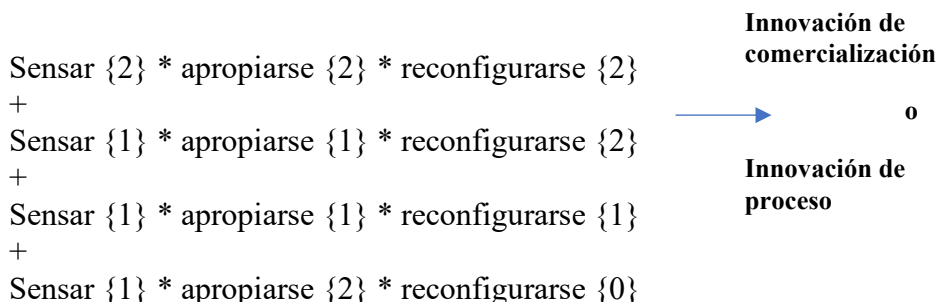 Sensar {2} * apropiarse {2} * reconfigurarse {2}
+
Sensar {1} * apropiarse {1} * reconfigurarse {2}
+
Sensar {1} * apropiarse {1} * reconfigurarse {1}
+
Sensar {1} * apropiarse {2} * reconfigurarse {0}
Innovación de
comercialización
o
Innovación de
proceso